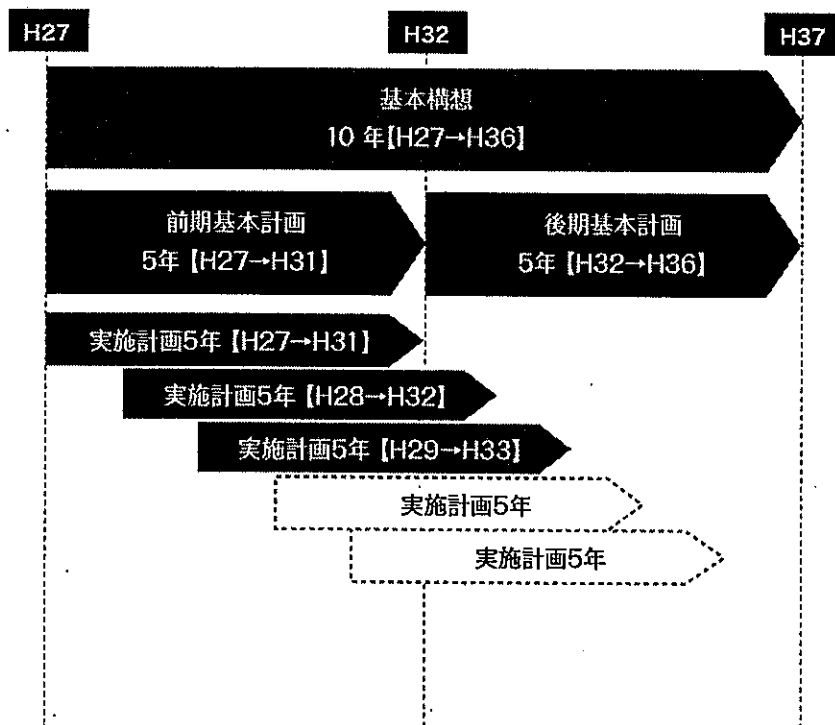 H27
H32
H37
基本構想
10 年【H27→H36】
前期基本計画
5年【H27→H31】
後期基本計画
5年【H32→H36】
実施計画5年【H27→H31】
実施計画5年【H28→H32】
実施計画5年【H29→H33】
実施計画5年
実施計画5年